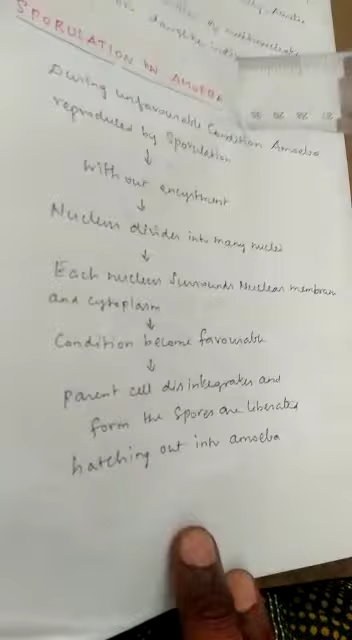 SPORULATION IN AMOEBA
During unfavourable Condition Amoeba
reproduced by Sporulation
↓
without encystment
↓
Nucleus divides into many nuclei
↓
Each nucleus Surrounds Nuclear membran
and cytoplasm
↓
Condition become favourable
↓
Parent cell disintegrates and
form the Spores are liberated
hatching out into amoeba